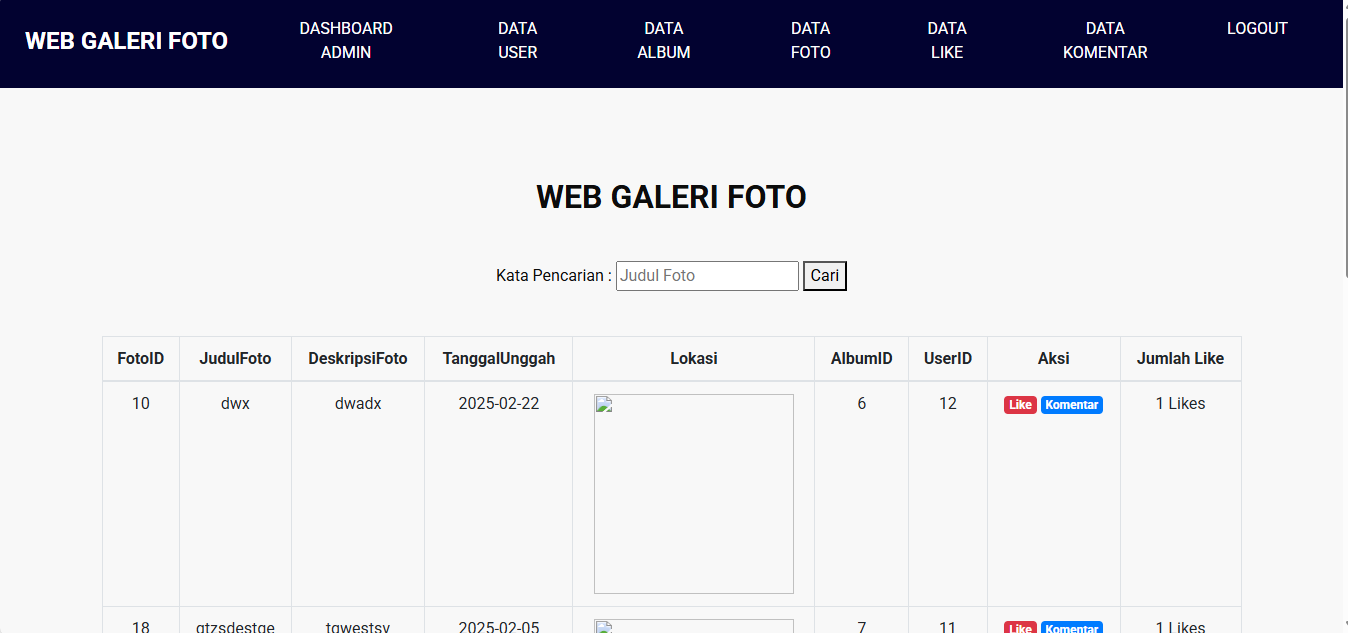 WEB GALERI FOTO
DASHBOARD ADMIN
DATA USER
DATA ALBUM
DATA FOTO
DATA LIKE
DATA KOMENTAR
LOGOUT
WEB GALERI FOTO
Kata Pencarian : Judul Foto Cari
FotoID JudulFoto DeskripsiFoto TanggalUnggah Lokasi AlbumID UserID Aksi Jumlah Like
10 dwx dwadx 2025-02-22 6 12 Like Komentar 1 Likes
18 2025-02-05 7 11 Like Komentar 1 Likes